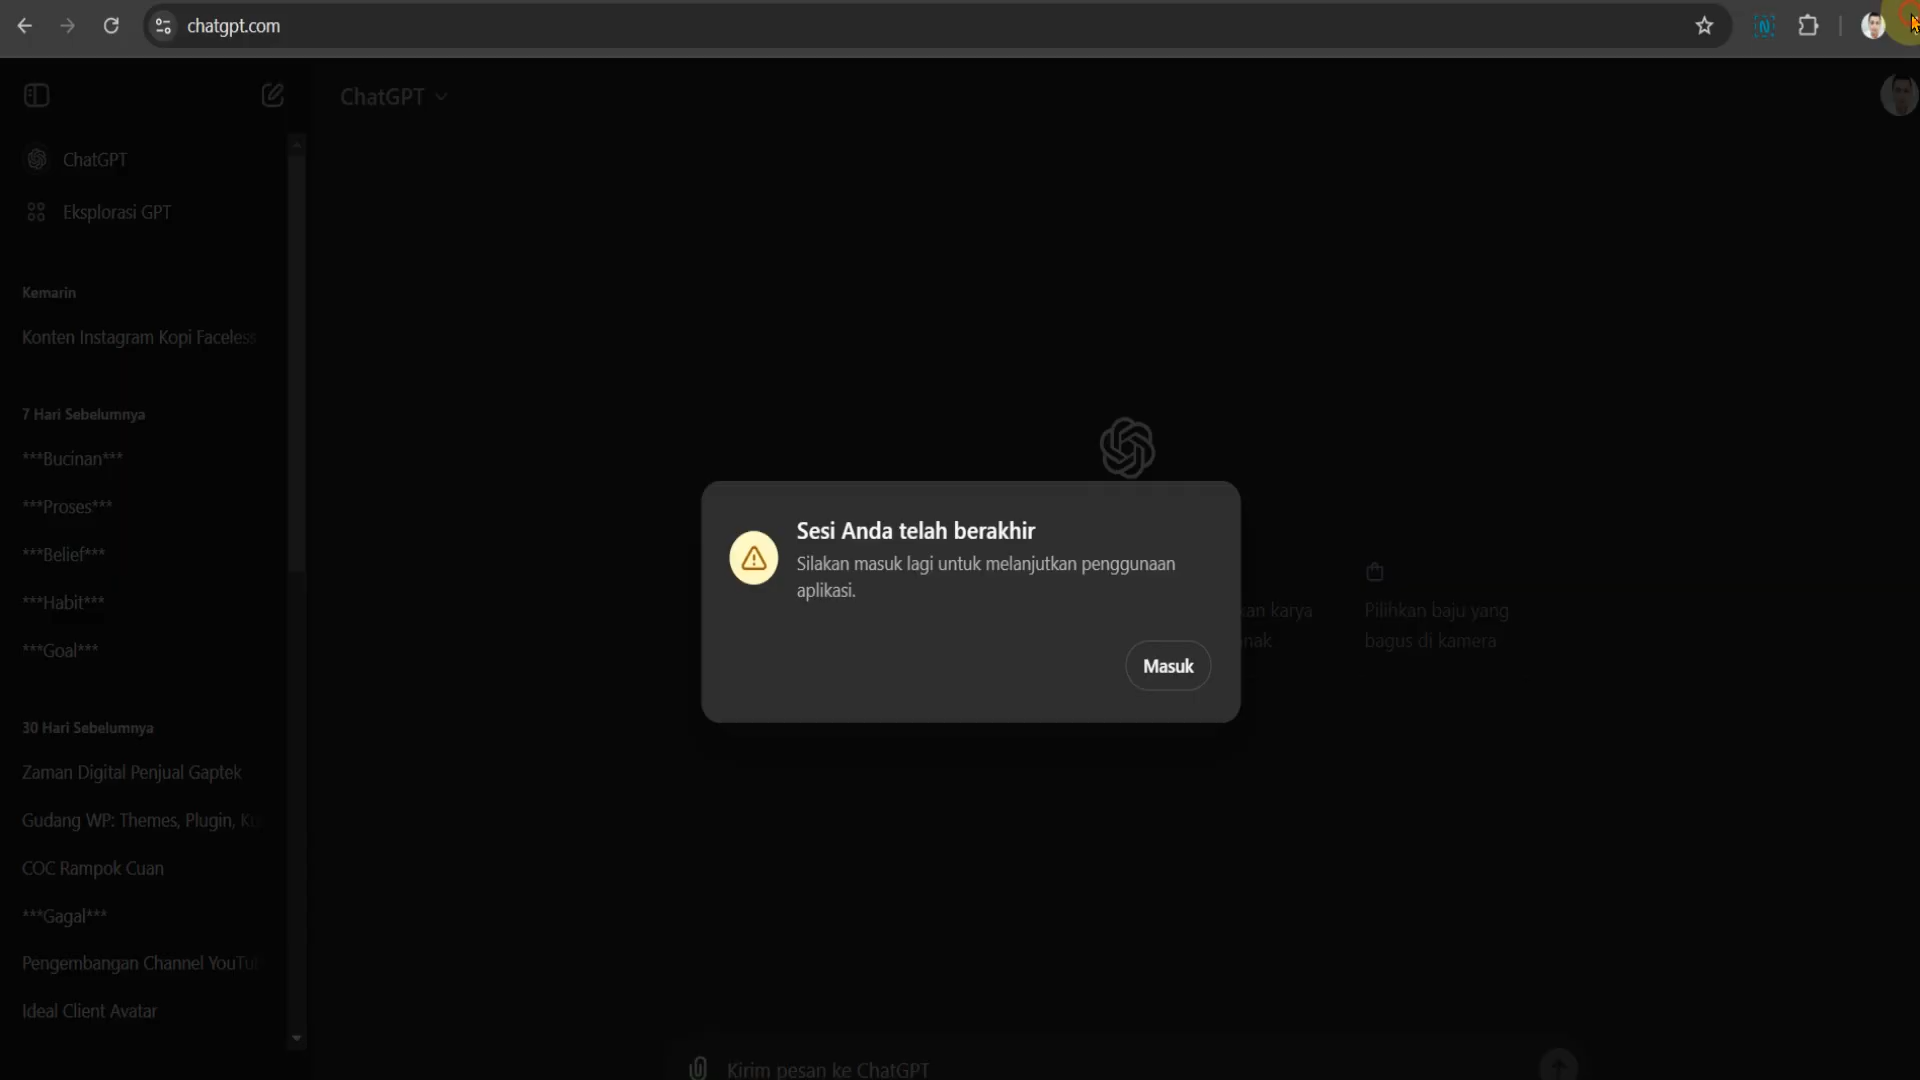 chatgpt.com
ChatGPT
ChatGPT
Eksplorasi GPT
Kemarin
Konten Instagram Kopi Faceless
7 Hari Sebelumnya
***Bucinan***
***Proses***
***Belief***
***Habit***
***Goal***
30 Hari Sebelumnya
Zaman Digital Penjual Gaptek
Gudang WP: Themes, Plugin,
COC Rampok Cuan
***Gagal***
Pengembangan Channel
Ideal Client Avatar
Sesi Anda telah berakhir
Silakan masuk lagi untuk melanjutkan penggunaan
aplikasi.
Masuk
karya
Pilihkan baju yang
bagus di kamera
Kirim pesan ke ChatGPT